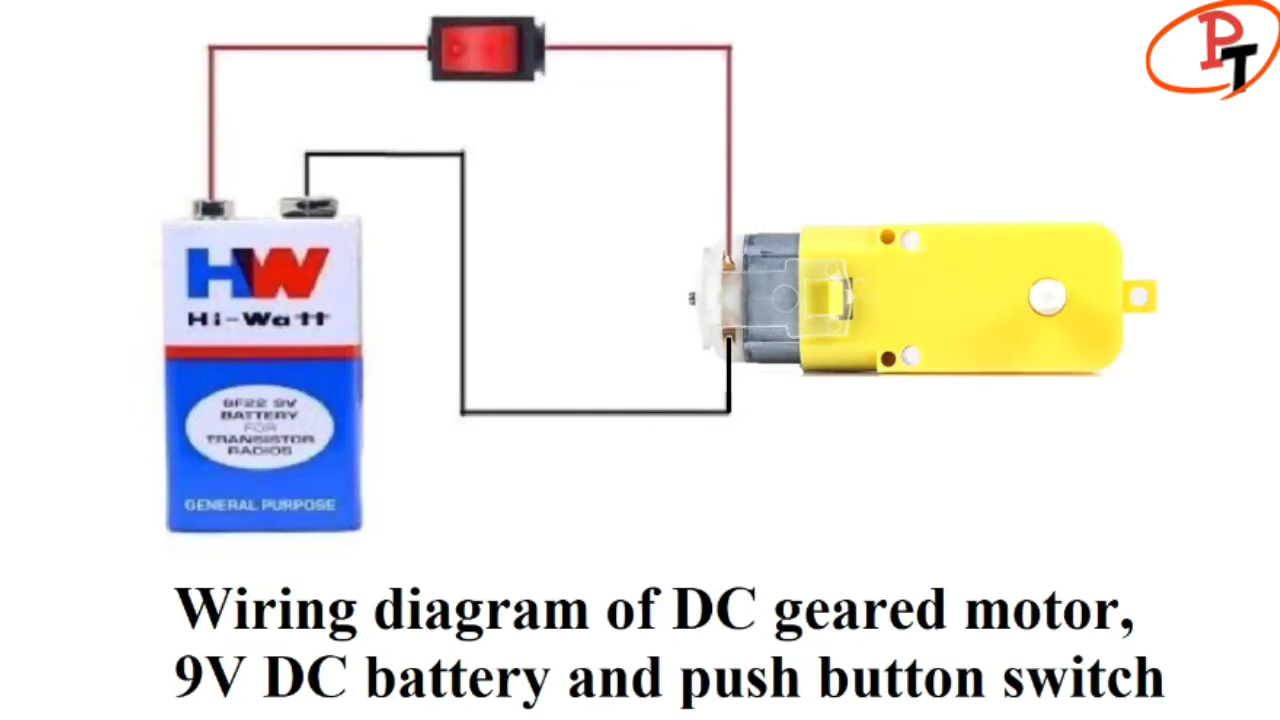 PT
HW
Hi-Watt
6F22 9V
BATTERY
FOR
TRANSISTOR
RADIOS
GENERAL PURPOSE
Wiring diagram of DC geared motor,
9V DC battery and push button switch